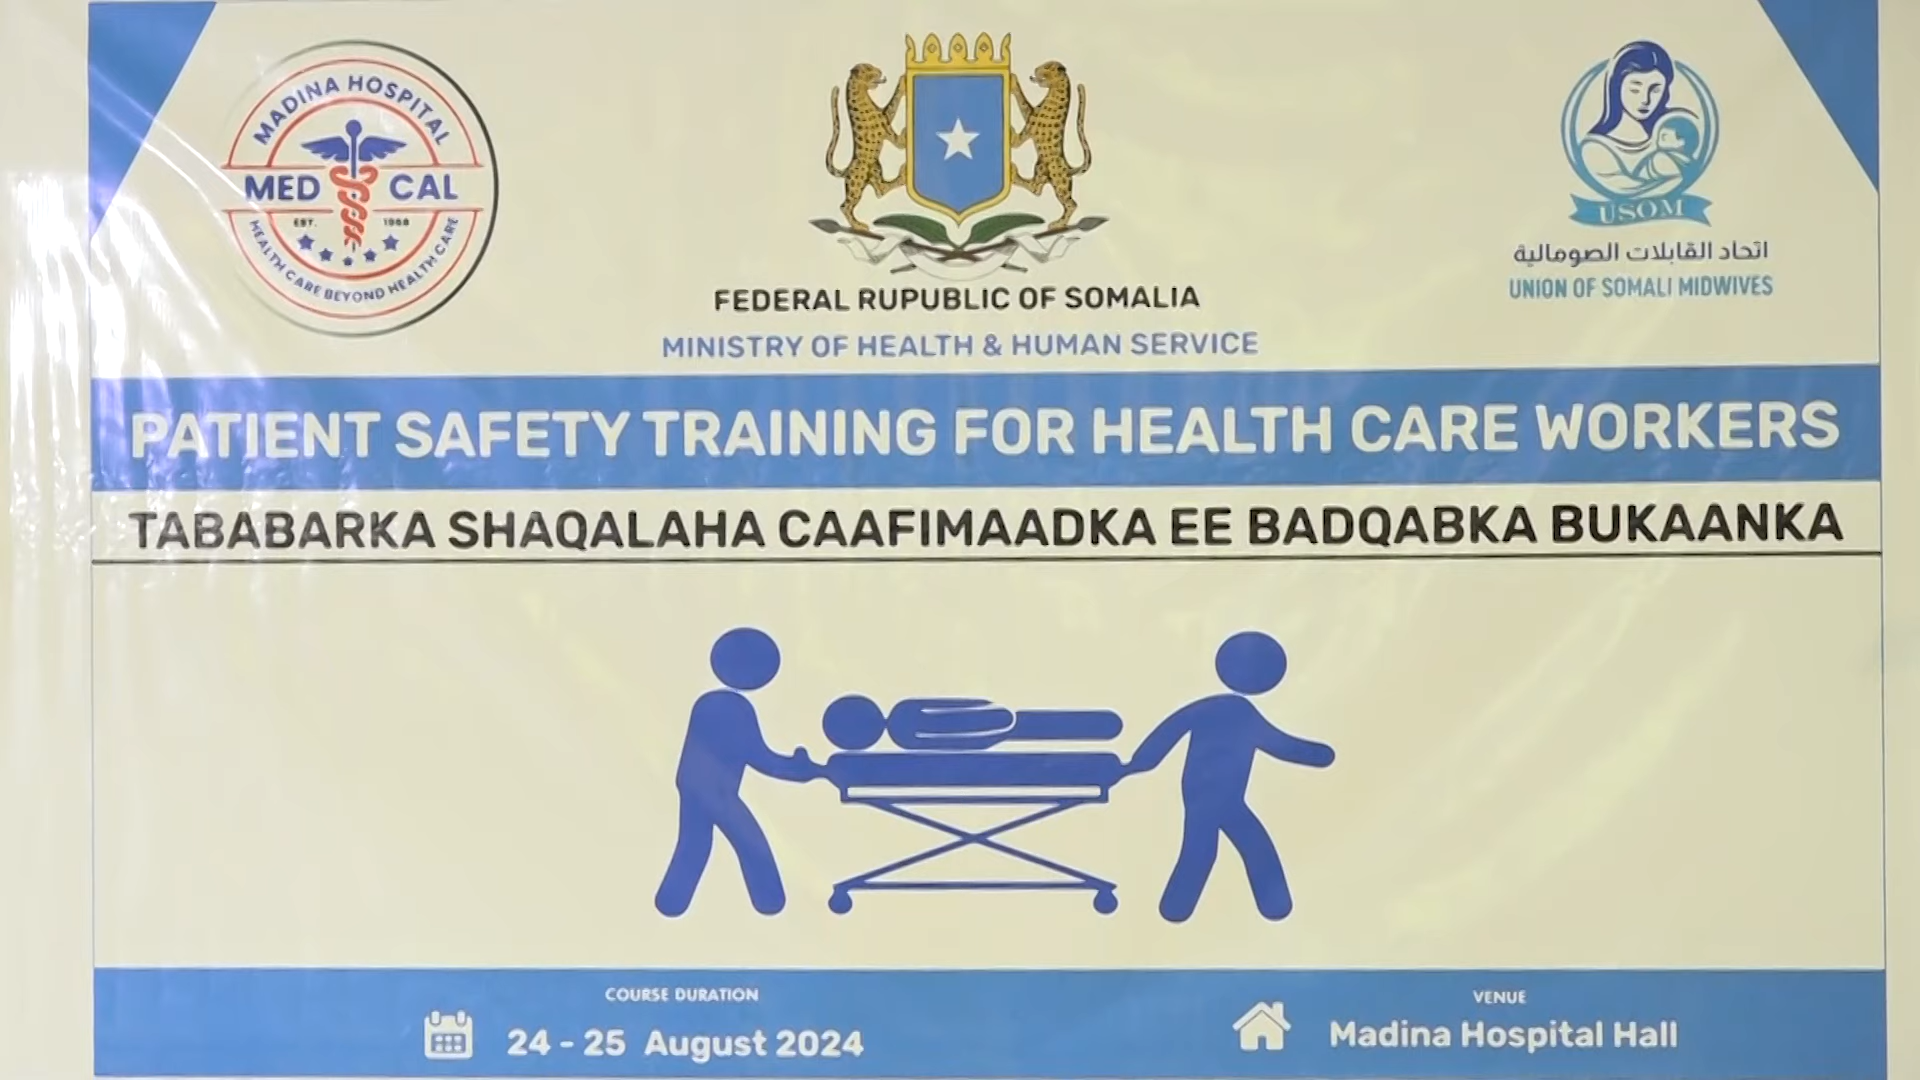 MADINA HOSPITAL
MED CAL
EST. 1968
HEALTH CARE BEYOND HEALTH CARE
FEDERAL RUPUBLIC OF SOMALIA
MINISTRY OF HEALTH & HUMAN SERVICE
USOM
اتحاد القابلات الصومالية
UNION OF SOMALI MIDWIVES
PATIENT SAFETY TRAINING FOR HEALTH CARE WORKERS
TABABARKA SHAQALAHA CAAFIMAADKA EE BADQABKA BUKAANKA
COURSE DURATION
24 - 25 August 2024
VENUE
Madina Hospital Hall